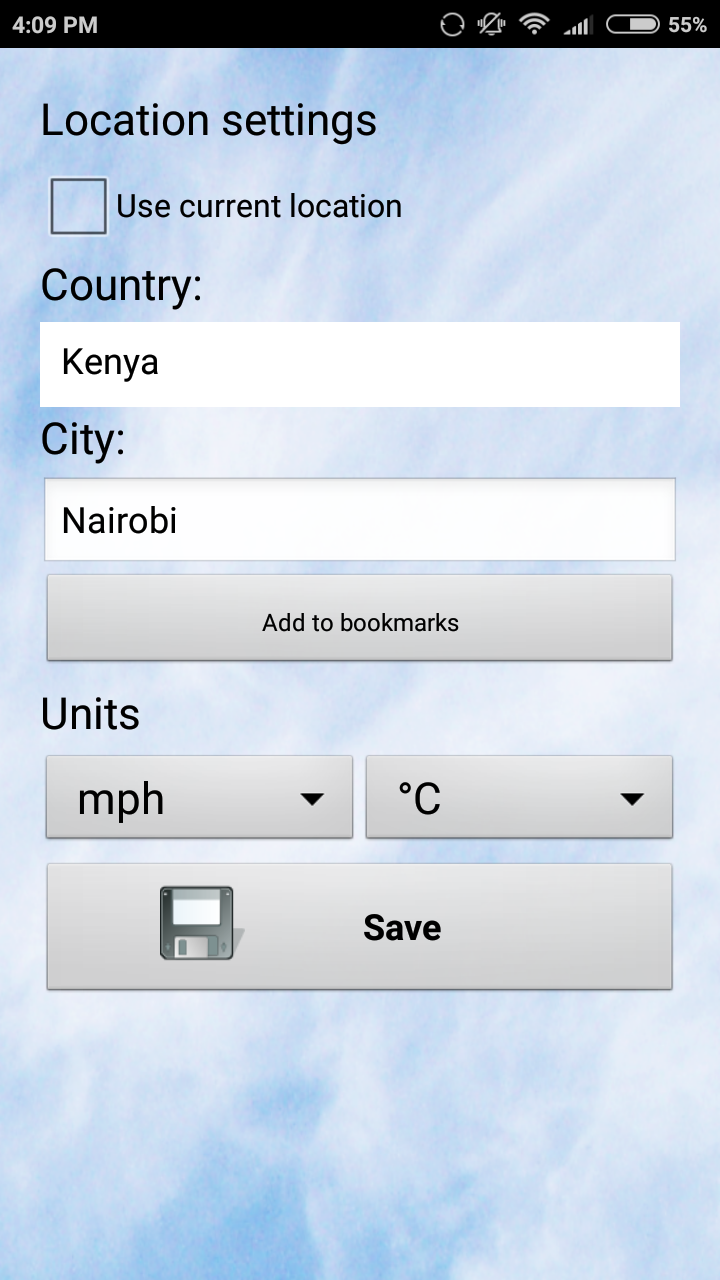 4:09 PM 55%
Location settings
Use current location
Country:
Kenya
City:
Nairobi
Add to bookmarks
Units
mph °C
Save